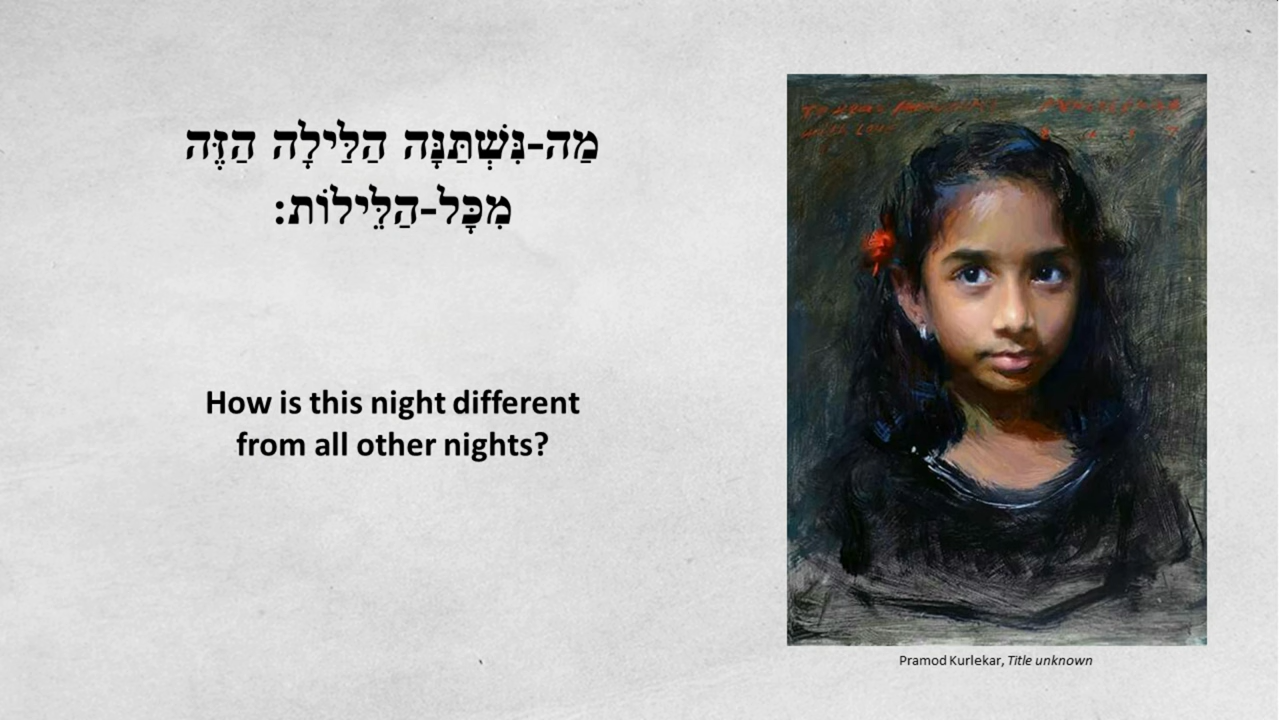 מַה-נִּשְׁתַּנָּה הַלַּיְלָה הַזֶּה
מִכָּל-הַלֵּילוֹת:
How is this night different
from all other nights?
Pramod Kurlekar, Title unknown